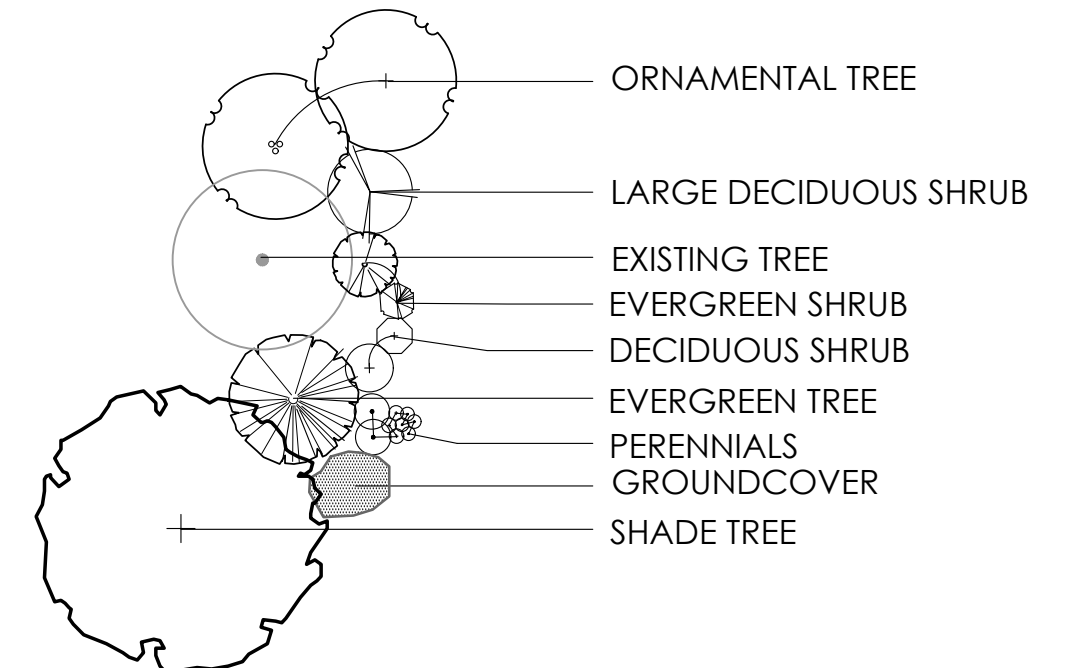 ORNAMENTAL TREE
LARGE DECIDUOUS SHRUB
EXISTING TREE
EVERGREEN SHRUB
DECIDUOUS SHRUB
EVERGREEN TREE
PERENNIALS
GROUNDCOVER
SHADE TREE